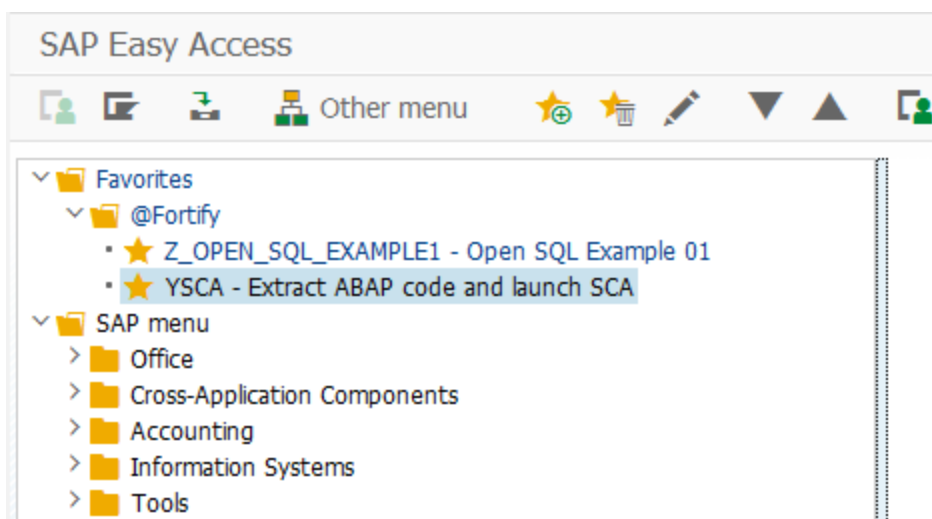 SAP Easy Access
Other menu
Favorites
@Fortify
Z_OPEN_SQL_EXAMPLE1 - Open SQL Example 01
YSCA - Extract ABAP code and launch SCA
SAP menu
Office
Cross-Application Components
Accounting
Information Systems
Tools